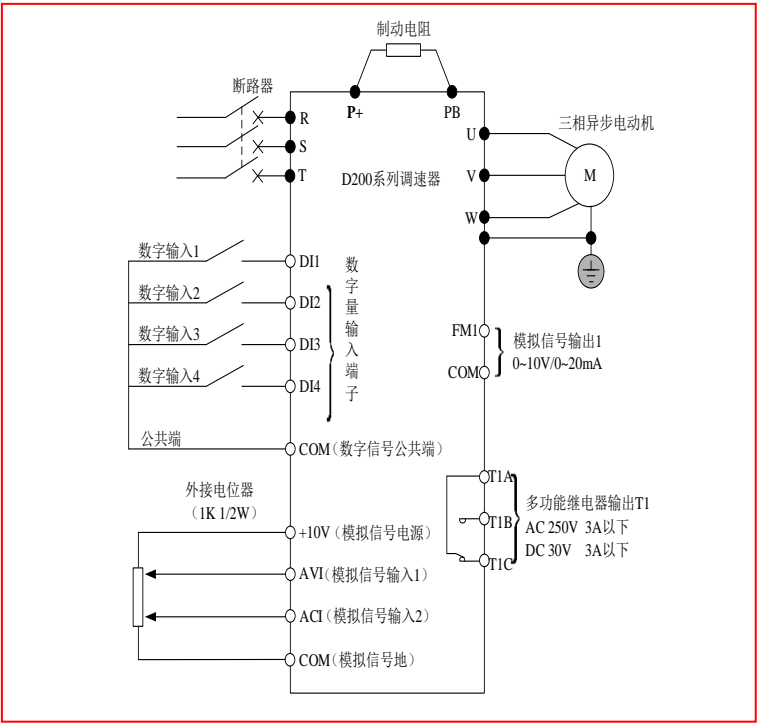 制动电阻
断路器
P+
PB
R
S
T
U
V
W
三相异步电动机
M
D200系列调速器
数字输入1
数字输入2
数字输入3
数字输入4
公共端
DI1
DI2
DI3
DI4
数字量输入端子
COM（数字信号公共端）
FM1
COM
模拟信号输出1
0~10V/0~20mA
外接电位器
（1K 1/2W）
+10V（模拟信号电源）
AVI（模拟信号输入1）
ACI（模拟信号输入2）
COM（模拟信号地）
T1A
T1B
T1C
多功能继电器输出T1
AC 250V 3A以下
DC 30V 3A以下